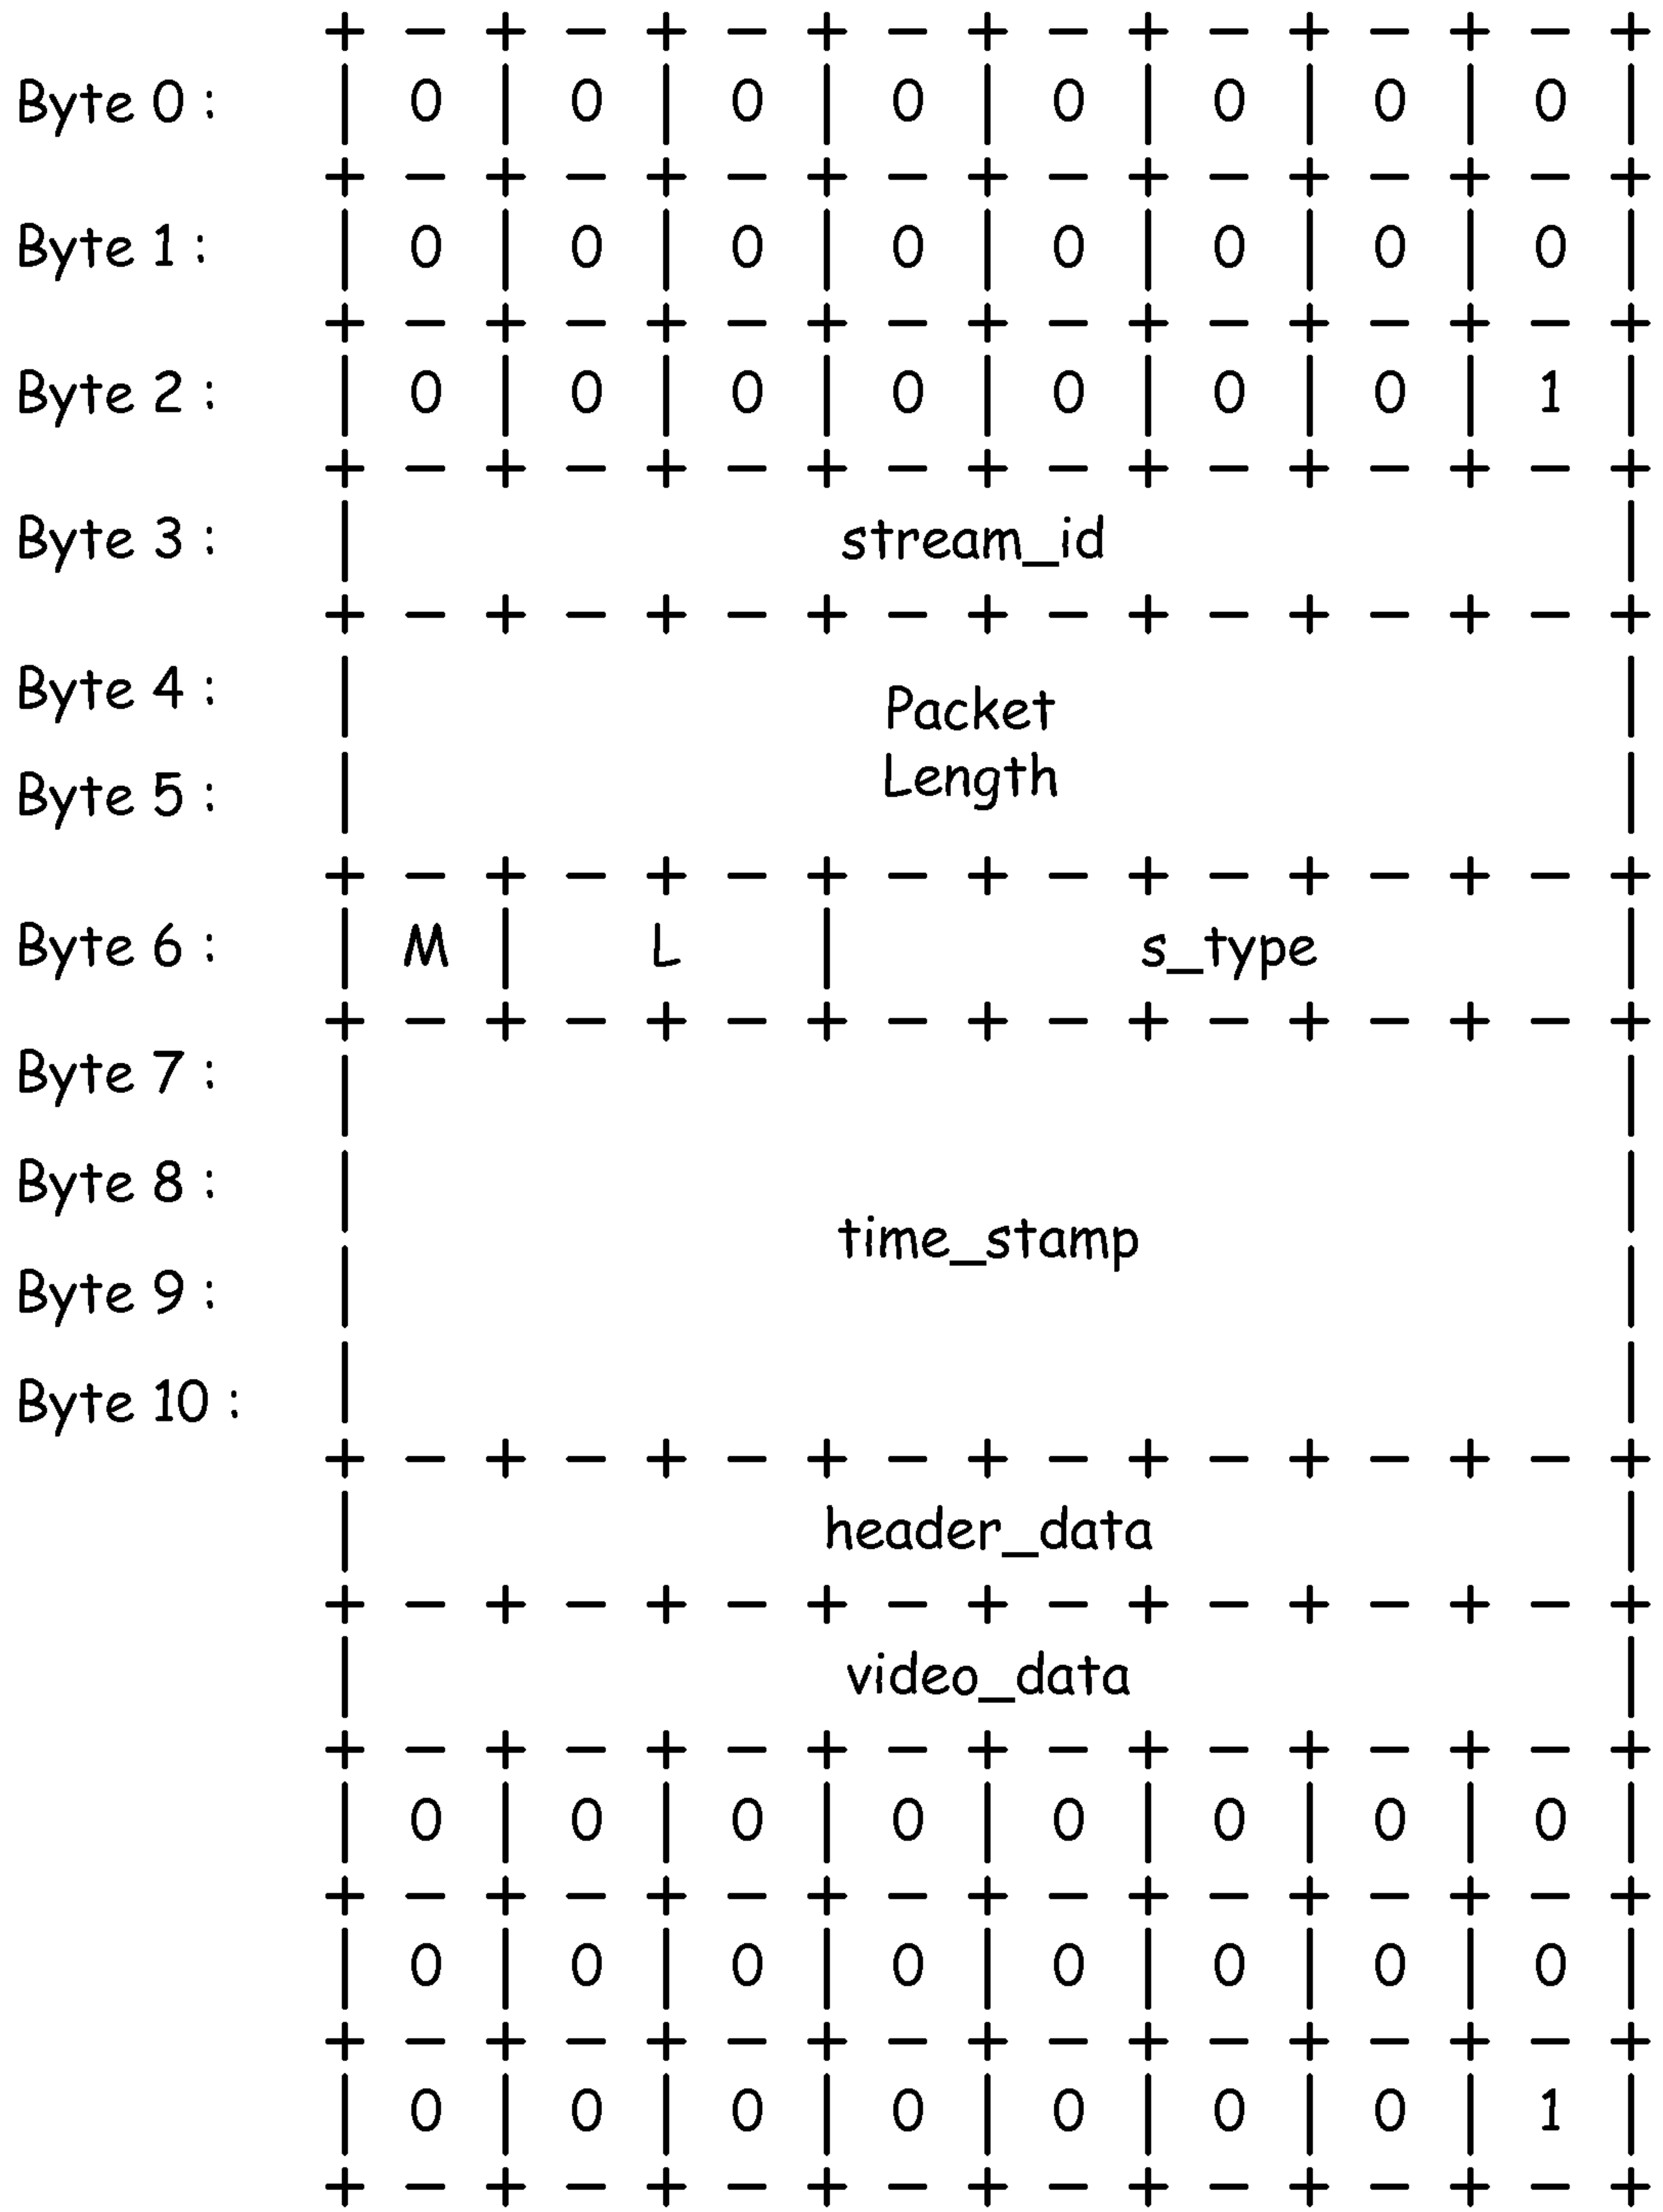 + - + - + - + - + - + - + - + - +
Byte 0 : | 0 | 0 | 0 | 0 | 0 | 0 | 0 | 0 |
+ - + - + - + - + - + - + - + - +
Byte 1 : | 0 | 0 | 0 | 0 | 0 | 0 | 0 | 0 |
+ - + - + - + - + - + - + - + - +
Byte 2 : | 0 | 0 | 0 | 0 | 0 | 0 | 0 | 1 |
+ - + - + - + - + - + - + - + - +
Byte 3 : | stream_id |
+ - + - + - + - + - + - + - + - +
Byte 4 : | Packet |
Byte 5 : | Length |
+ - + - + - + - + - + - + - + - +
Byte 6 : | M | L | s_type |
+ - + - + - + - + - + - + - + - +
Byte 7 : | |
Byte 8 : | |
time_stamp
Byte 9 : | |
Byte 10 : | |
+ - + - + - + - + - + - + - + - +
| header_data |
+ - + - + - + - + - + - + - + - +
| video_data |
+ - + - + - + - + - + - + - + - +
| 0 | 0 | 0 | 0 | 0 | 0 | 0 | 0 |
+ - + - + - + - + - + - + - + - +
| 0 | 0 | 0 | 0 | 0 | 0 | 0 | 0 |
+ - + - + - + - + - + - + - + - +
| 0 | 0 | 0 | 0 | 0 | 0 | 0 | 1 |
+ - + - + - + - + - + - + - + - +